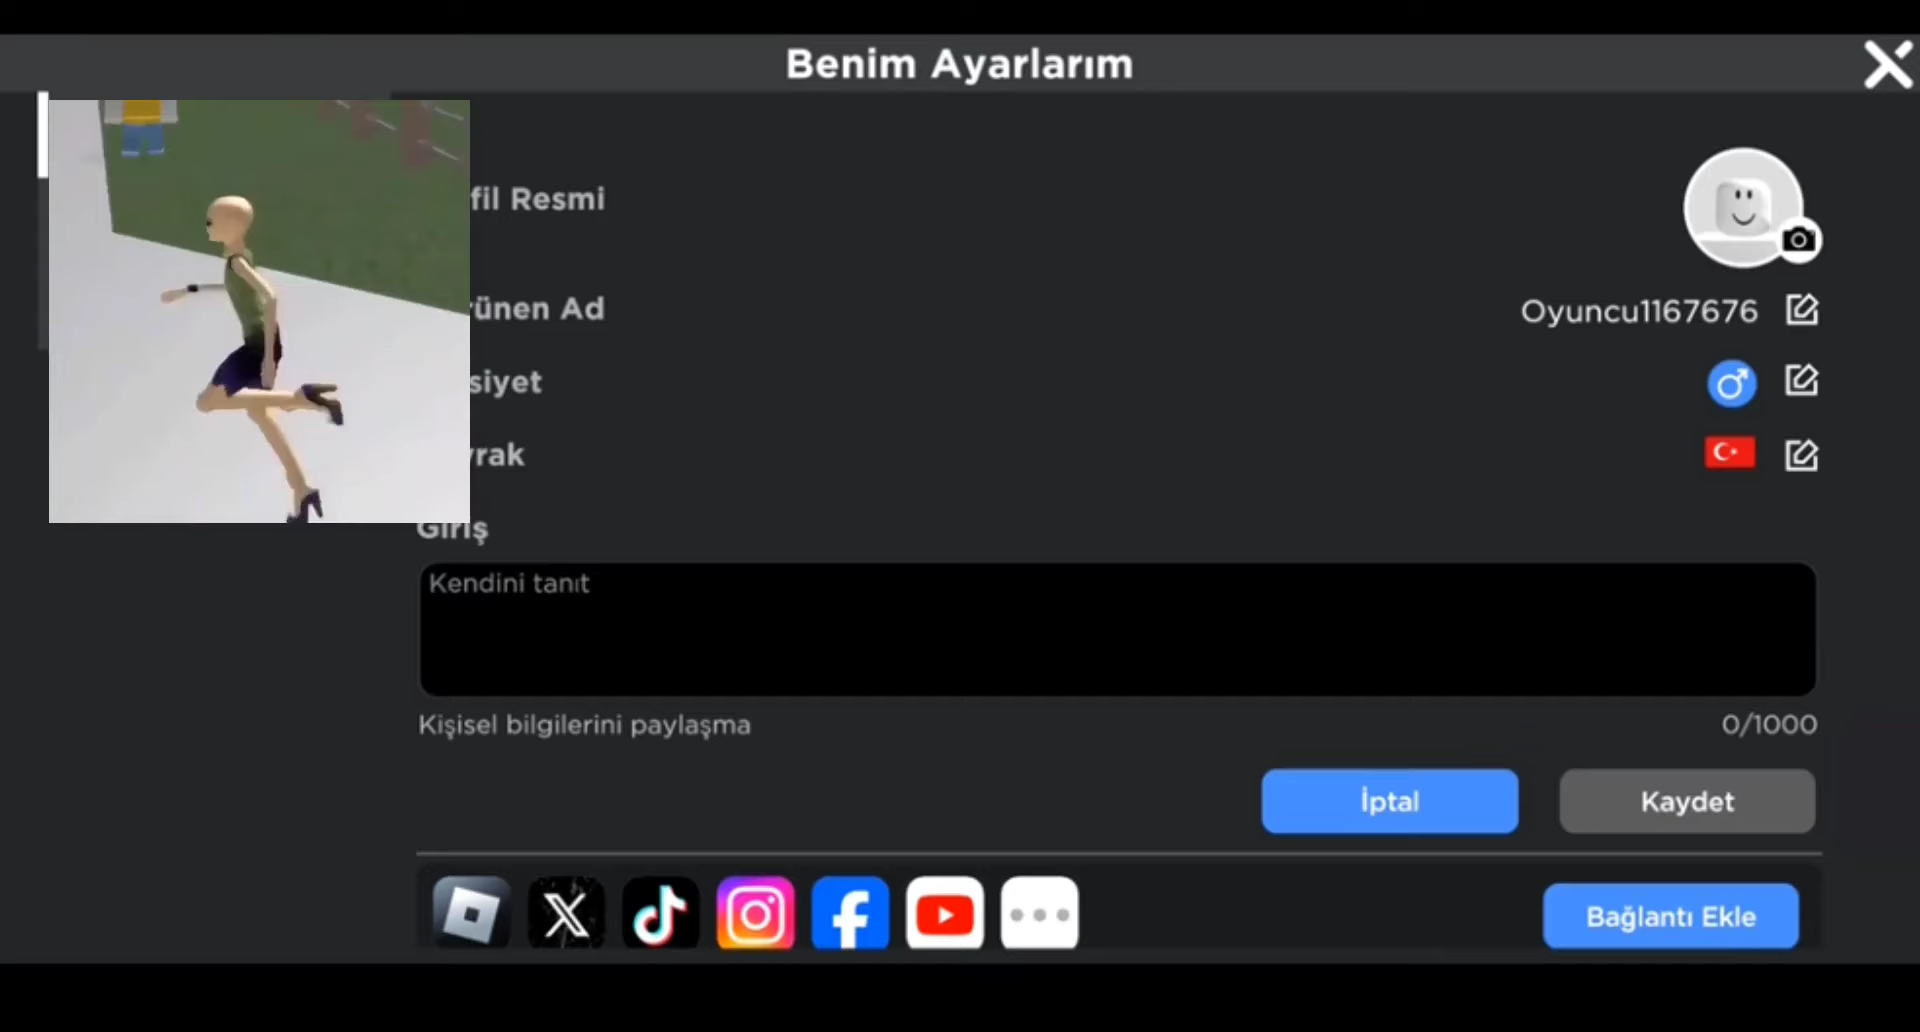 Benim Ayarlarım
fil Resmi
rünen Ad
Oyuncu1167676
siyet
rak
Giriş
Kendini tanıt
Kişisel bilgilerini paylaşma
0/1000
İptal
Kaydet
Bağlantı Ekle